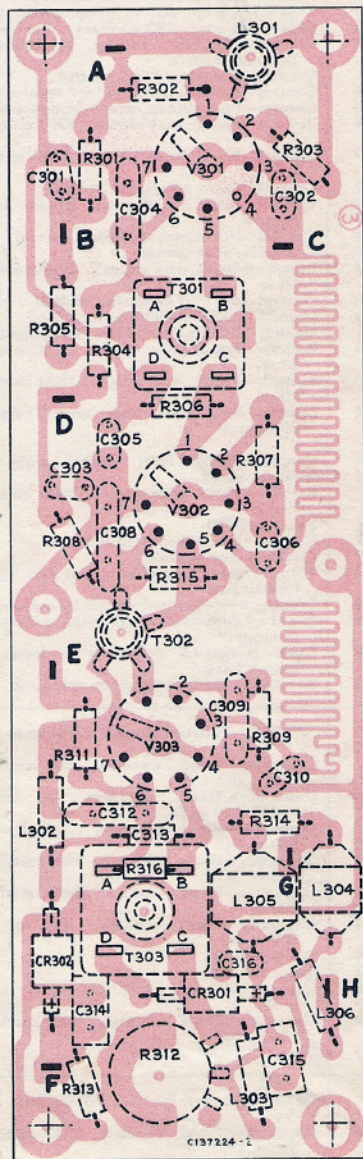 L301
A
R302
1
2
R303
R301
C301
7
V301
3
C304
C302
6
5
4
B
C
3
T301
A
B
R305
R304
D
C
R306
D
C305
1
2
R307
C303
7
V302
3
R308
C308
6
5
4
C306
R315
E
T302
2
C309
3
R309
R311
V303
7
4
6
5
C310
L302
C312
C313
R314
A
R316
B
G
L305
L304
D
C
CR302
T303
C316
CR301
H
L306
C314
R312
C315
F
R313
L303
C137224-2